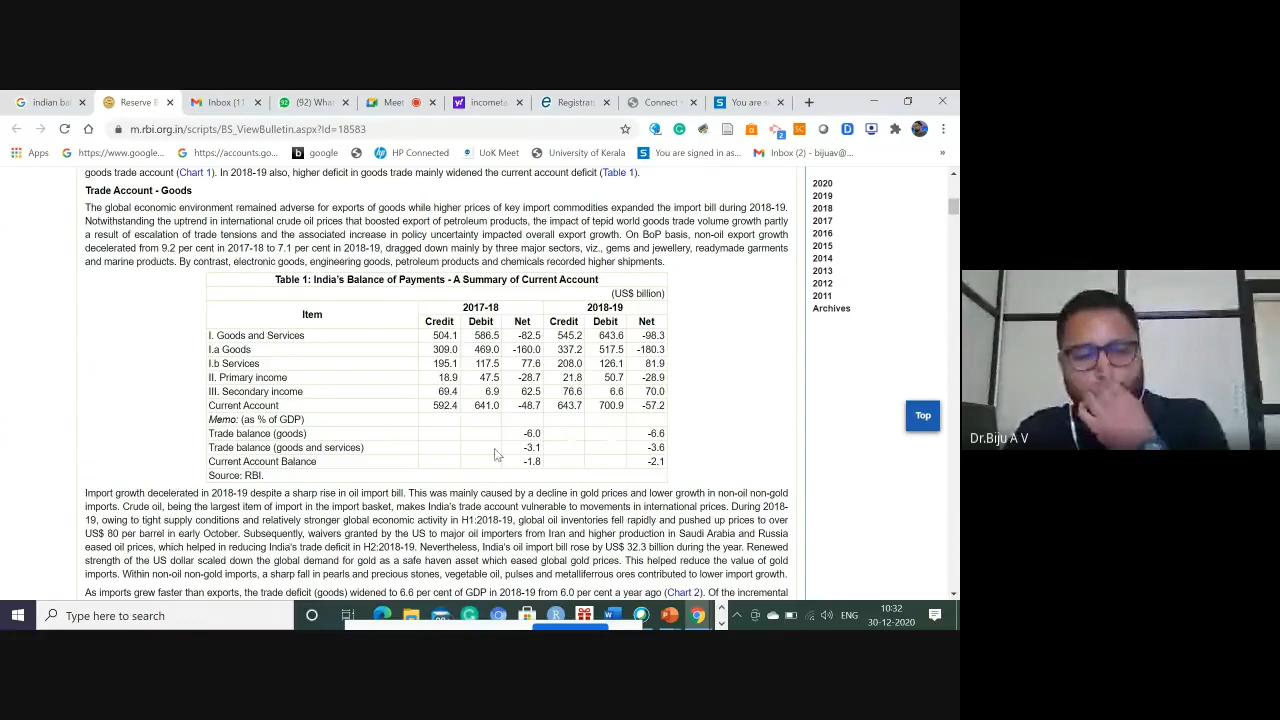 indian ba
Reserve B
Inbox (11
(92) What
Meet
incometa
Registrat
Connect
You are s
m.rbi.org.in/scripts/BS_ViewBulletin.aspx?Id=18583
Apps
https://www.google...
https://accounts.go...
google
HP Connected
UoK Meet
University of Kerala
You are signed in as...
Inbox (2) - bijuav@...
»
goods trade account (Chart 1). In 2018-19 also, higher deficit in goods trade mainly widened the current account deficit (Table 1).
Trade Account - Goods
The global economic environment remained adverse for exports of goods while higher prices of key import commodities expanded the import bill during 2018-19.
Notwithstanding the uptrend in international crude oil prices that boosted export of petroleum products, the impact of tepid world goods trade volume growth partly
a result of escalation of trade tensions and the associated increase in policy uncertainty impacted overall export growth. On BoP basis, non-oil export growth
decelerated from 9.2 per cent in 2017-18 to 7.1 per cent in 2018-19, dragged down mainly by three major sectors, viz., gems and jewellery, readymade garments
and marine products. By contrast, electronic goods, engineering goods, petroleum products and chemicals recorded higher shipments.
Table 1: India's Balance of Payments - A Summary of Current Account
(US$ billion)
Item 2017-18 2018-19
Credit Debit Net Credit Debit Net
I. Goods and Services 504.1 586.5 -82.5 545.2 643.6 -98.3
I.a Goods 309.0 469.0 -160.0 337.2 517.5 -180.3
I.b Services 195.1 117.5 77.6 208.0 126.1 81.9
II. Primary income 18.9 47.5 -28.7 21.8 50.7 -28.9
III. Secondary income 69.4 6.9 62.5 76.6 6.6 70.0
Current Account 592.4 641.0 -48.7 643.7 700.9 -57.2
Memo: (as % of GDP)
Trade balance (goods) -6.0 -6.6
Trade balance (goods and services) -3.1 -3.6
Current Account Balance -1.8 -2.1
Source: RBI.
Import growth decelerated in 2018-19 despite a sharp rise in oil import bill. This was mainly caused by a decline in gold prices and lower growth in non-oil non-gold
imports. Crude oil, being the largest item of import in the import basket, makes India's trade account vulnerable to movements in international prices. During 2018-
19, owing to tight supply conditions and relatively stronger global economic activity in H1:2018-19, global oil inventories fell rapidly and pushed up prices to over
US$ 80 per barrel in early October. Subsequently, waivers granted by the US to major oil importers from Iran and higher production in Saudi Arabia and Russia
eased oil prices, which helped in reducing India's trade deficit in H2:2018-19. Nevertheless, India's oil import bill rose by US$ 32.3 billion during the year. Renewed
strength of the US dollar scaled down the global demand for gold as a safe haven asset which eased global gold prices. This helped reduce the value of gold
imports. Within non-oil non-gold imports, a sharp fall in pearls and precious stones, vegetable oil, pulses and metalliferrous ores contributed to lower import growth.
As imports grew faster than exports, the trade deficit (goods) widened to 6.6 per cent of GDP in 2018-19 from 6.0 per cent a year ago (Chart 2). Of the incremental
2020
2019
2018
2017
2016
2015
2014
2013
2012
2011
Archives
Top
Dr.Biju A V
Type here to search
ENG
10:32
30-12-2020